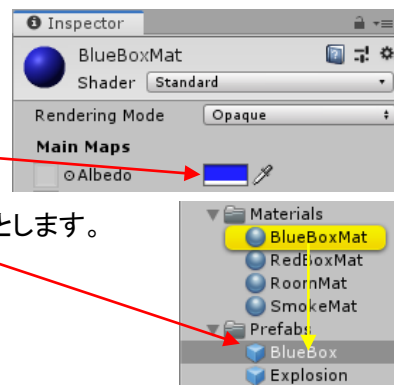 Inspector
BlueBoxMat
Shader Standard
Rendering Mode Opaque
Main Maps
Albedo
とします。
Materials
BlueBoxMat
RedBoxMat
RoomMat
SmokeMat
Prefabs
BlueBox
Explosion